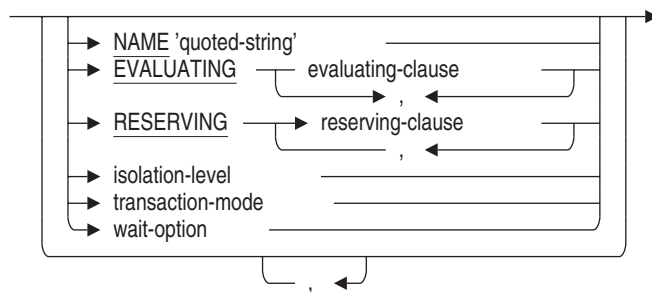 NAME 'quoted-string'
EVALUATING evaluating-clause
,
RESERVING reserving-clause
,
isolation-level
transaction-mode
wait-option
,